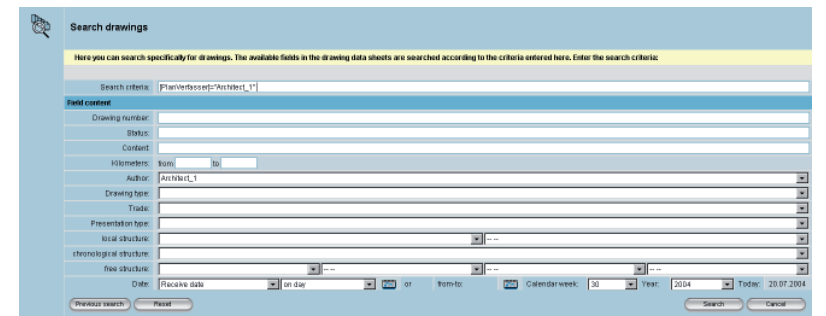 Search drawings
Here you can search specifically for drawings. The available fields in the drawing data sheets are searched according to the criteria entered here. Enter the search criteria:
Search criteria: [PlanVerfasser]="Architect_1"
Field content
Drawing number:
Status:
Content:
Kilometers: from to
Author: Architect_1
Drawing type:
Trade:
Presentation type:
local structure: -- --
chronological structure:
free structure: -- -- -- -- -- --
Date: Receive date on day or from-to: Calendar week: 30 Year: 2004 Today: 20.07.2004
Previous search Reset Search Cancel